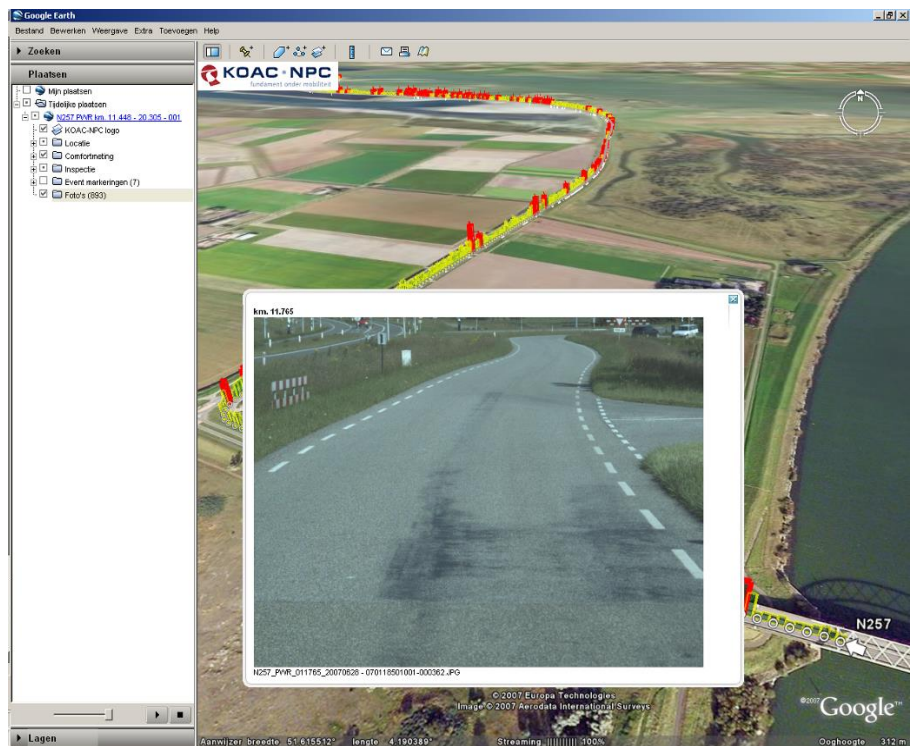 Google Earth
Bestand Bewerken Weergave Extra Toevoegen Help
Zoeken
Plaatsen
Mijn plaatsen
Tijdelijke plaatsen
N257 PWR km. 11.448 - 20.305 - 001
KOAC-NPC logo
Locatie
Comfortmeting
Inspectie
Event markeringen (7)
Foto's (893)
KOAC•NPC
fundament onder mobiliteit
N
km. 11.765
N257_PWR_011765_20070628 - 070118501001-000362.JPG
N257
© 2007 Europa Technologies
Image © 2007 Aerodata International Surveys
©2007 Google™
Lagen
Aanwijzer breedte 51.615512° lengte 4.190389° Streaming |||||||||| 100% Ooghoogte 312 m